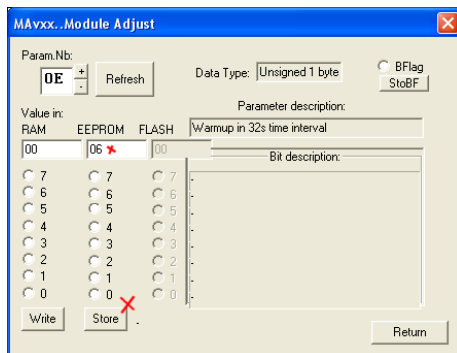 MAvxx..Module Adjust
Param.Nb:
0E + - Refresh
Data Type: Unsigned 1 byte
BFlag
StoBF
Value in:
Parameter description:
RAM EEPROM FLASH
Warmup in 32s time interval
00 06 00
Bit description:
7 7 7 -
6 6 6 -
5 5 5 -
4 4 4 -
3 3 3 -
2 2 2 -
1 1 1 -
0 0 0 -
Write Store .
Return